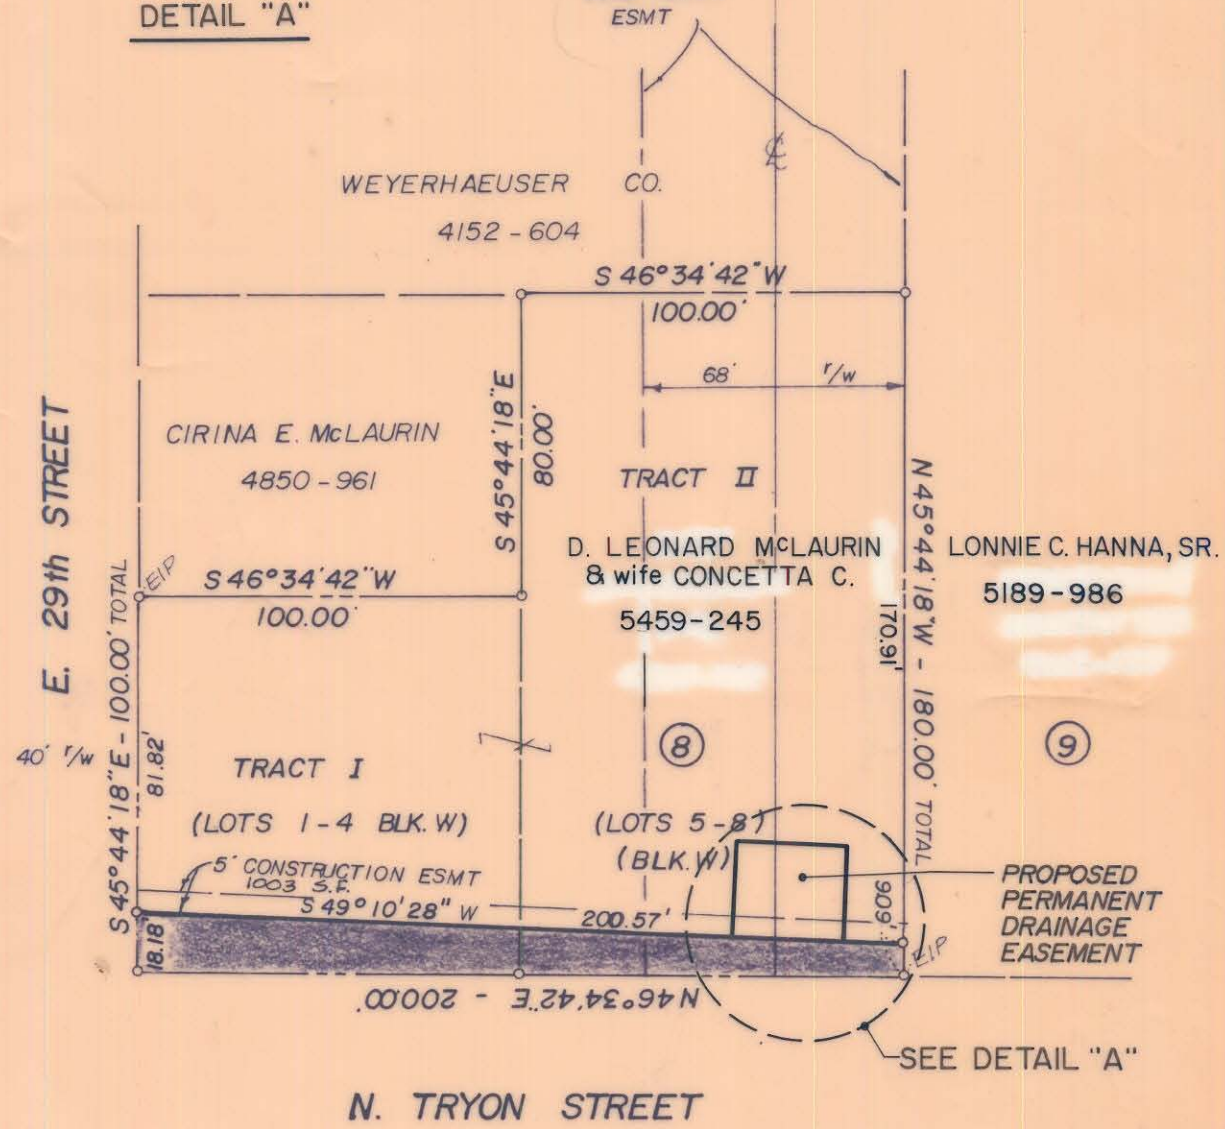 DETAIL "A"
ESMT
℄
WEYERHAEUSER CO.
4152 - 604
S 46° 34' 42" W
100.00'
68' r/w
CIRINA E. McLAURIN
4850 - 961
S 45° 44' 18" E
80.00'
TRACT II
E. 29th STREET
40' r/w
EIP
S 46° 34' 42" W
100.00'
D. LEONARD McLAURIN
& wife CONCETTA C.
5459-245
LONNIE C. HANNA, SR.
5189-986
N 45° 44' 18" W - 180.00' TOTAL
170.91'
S 45° 44' 18" E - 100.00' TOTAL
81.82'
8
9
TRACT I
(LOTS 1 - 4 BLK. W)
(LOTS 5 - 8)
(BLK. W)
5' CONSTRUCTION ESMT
1003 S.F.
S 49° 10' 28" W 200.57'
9.09'
PROPOSED
PERMANENT
DRAINAGE
EASEMENT
18.18'
EIP
N 46° 34' 42" E - 200.00'
SEE DETAIL "A"
N. TRYON STREET